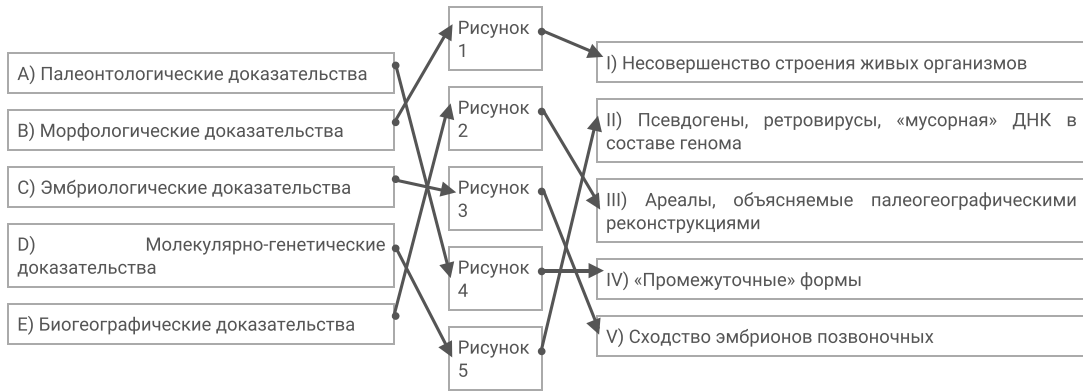 A) Палеонтологические доказательства
B) Морфологические доказательства
C) Эмбриологические доказательства
D) Молекулярно-генетические
доказательства
E) Биогеографические доказательства
Рисунок
1
Рисунок
2
Рисунок
3
Рисунок
4
Рисунок
5
I) Несовершенство строения живых организмов
II) Псевдогены, ретровирусы, «мусорная» ДНК в
составе генома
III) Ареалы, объясняемые палеогеографическими
реконструкциями
IV) «Промежуточные» формы
V) Сходство эмбрионов позвоночных